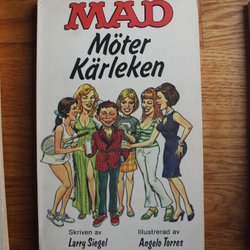 MAD
Möter
Kärleken
Skriven av
Larry Siegel
Illustrerad av
Angelo Torres